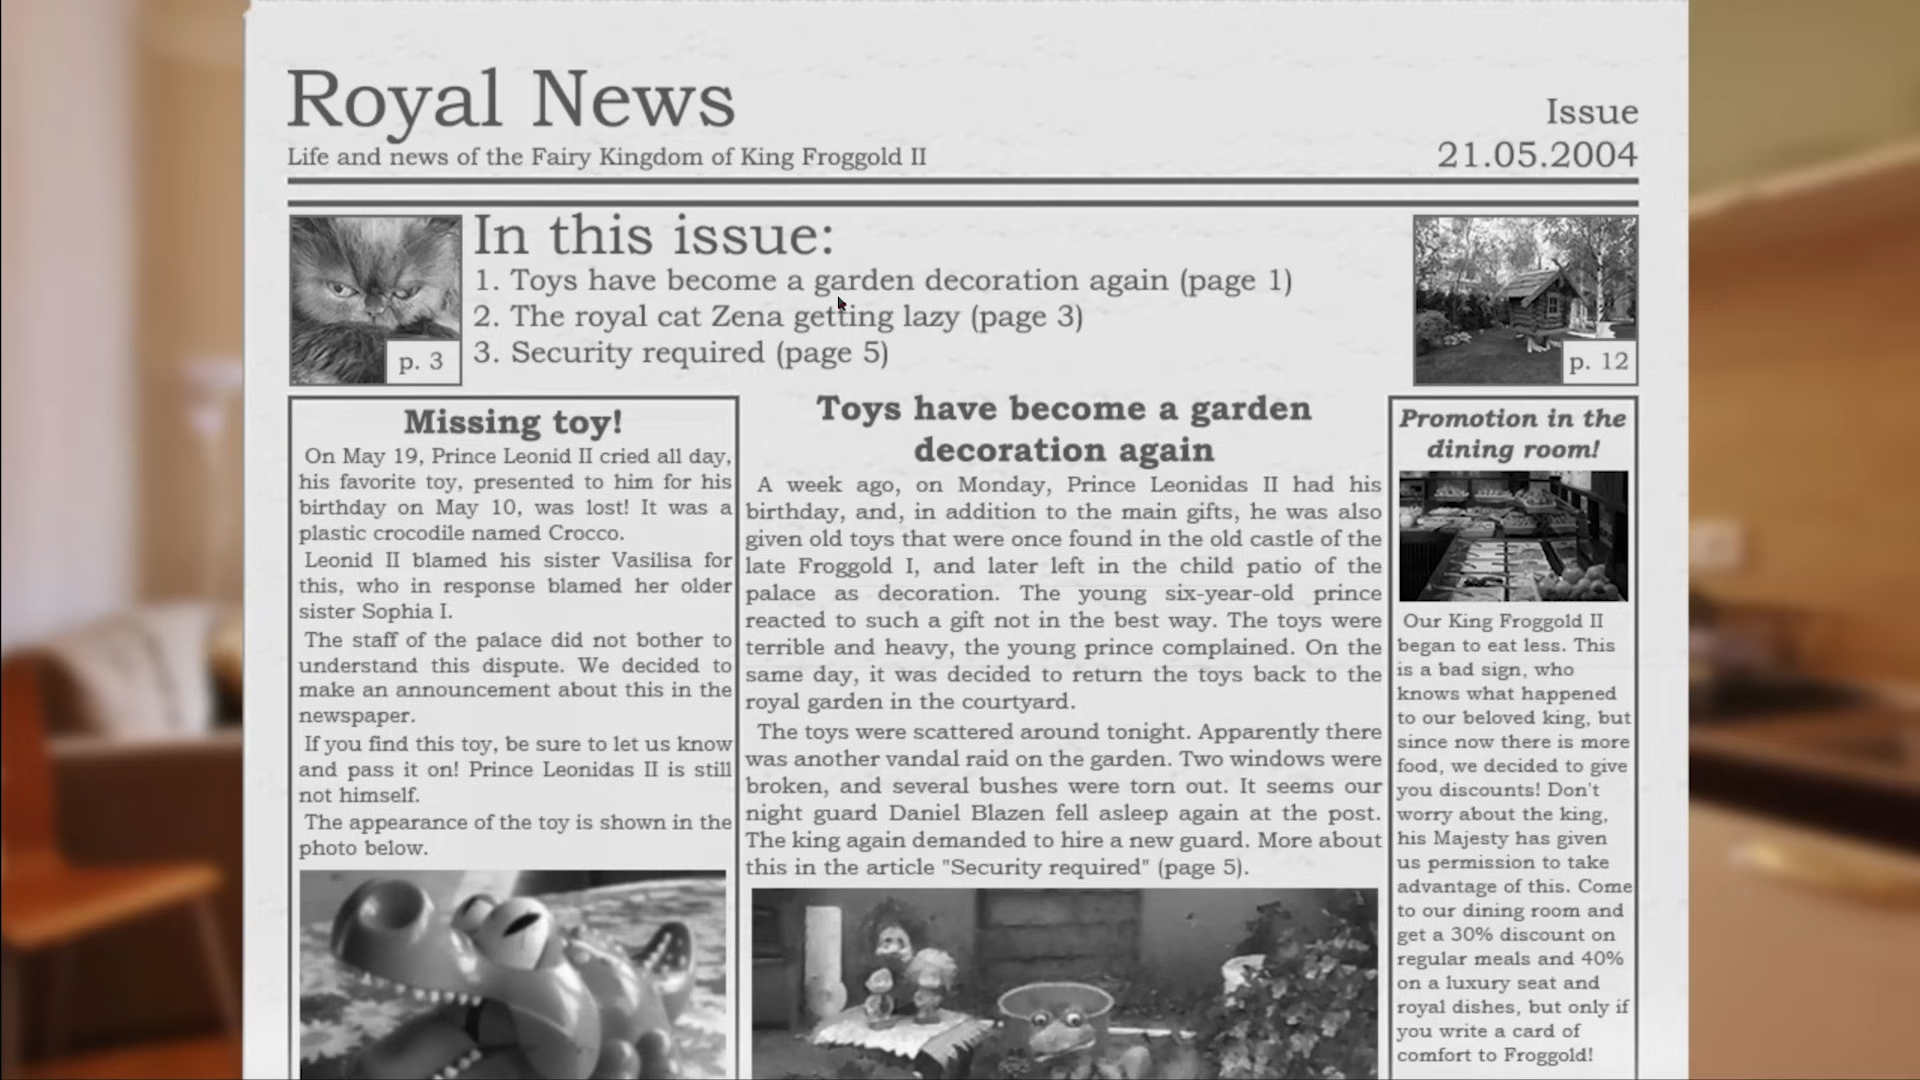 Royal News
Life and news of the Fairy Kingdom of King Froggold II
Issue
21.05.2004
p. 3
In this issue:
1. Toys have become a garden decoration again (page 1)
2. The royal cat Zena getting lazy (page 3)
3. Security required (page 5)
p. 12
Missing toy!
On May 19, Prince Leonid II cried all day,
his favorite toy, presented to him for his
birthday on May 10, was lost! It was a
plastic crocodile named Crocco.
Leonid II blamed his sister Vasilisa for
this, who in response blamed her older
sister Sophia I.
The staff of the palace did not bother to
understand this dispute. We decided to
make an announcement about this in the
newspaper.
If you find this toy, be sure to let us know
and pass it on! Prince Leonidas II is still
not himself.
The appearance of the toy is shown in the
photo below.
Toys have become a garden
decoration again
A week ago, on Monday, Prince Leonidas II had his
birthday, and, in addition to the main gifts, he was also
given old toys that were once found in the old castle of the
late Froggold I, and later left in the child patio of the
palace as decoration. The young six-year-old prince
reacted to such a gift not in the best way. The toys were
terrible and heavy, the young prince complained. On the
same day, it was decided to return the toys back to the
royal garden in the courtyard.
The toys were scattered around tonight. Apparently there
was another vandal raid on the garden. Two windows were
broken, and several bushes were torn out. It seems our
night guard Daniel Blazen fell asleep again at the post.
The king again demanded to hire a new guard. More about
this in the article "Security required" (page 5).
Promotion in the
dining room!
Our King Froggold II
began to eat less. This
is a bad sign, who
knows what happened
to our beloved king, but
since now there is more
food, we decided to give
you discounts! Don't
worry about the king,
his Majesty has given
us permission to take
advantage of this. Come
to our dining room and
get a 30% discount on
regular meals and 40%
on a luxury seat and
royal dishes, but only if
you write a card of
comfort to Froggold!